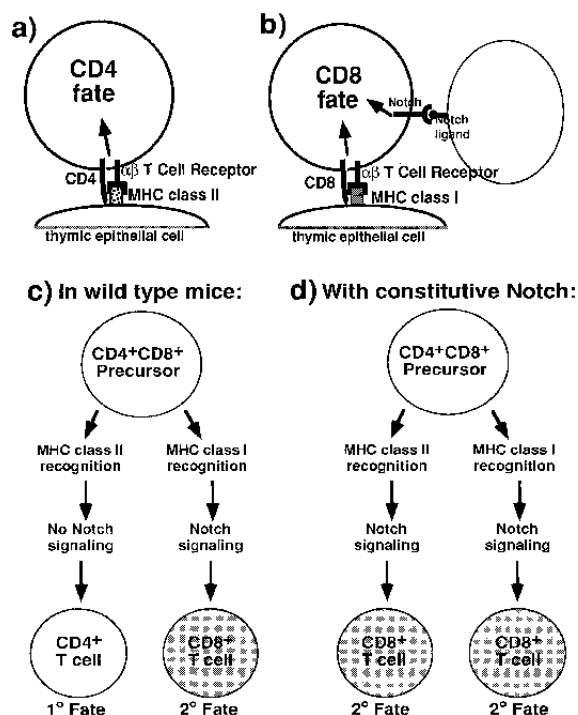 a)
CD4
fate
CD4
αβ T Cell Receptor
MHC class II
thymic epithelial cell
b)
CD8
fate
Notch
Notch
ligand
CD8
αβ T Cell Receptor
MHC class I
thymic epithelial cell
c) In wild type mice:
CD4+CD8+
Precursor
MHC class II
recognition
MHC class I
recognition
No Notch
signaling
Notch
signaling
CD4+
T cell
CD8+
T cell
1° Fate
2° Fate
d) With constitutive Notch:
CD4+CD8+
Precursor
MHC class II
recognition
MHC class I
recognition
Notch
signaling
Notch
signaling
CD8+
T cell
CD8+
T cell
2° Fate
2° Fate